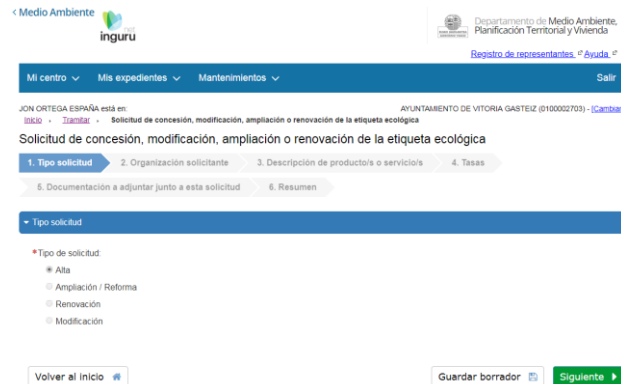 < Medio Ambiente
net
inguru
Departamento de Medio Ambiente,
Planificación Territorial y Vivienda
Registro de representantes Ayuda
Mi centro Mis expedientes Mantenimientos Salir
JON ORTEGA ESPAÑA está en: AYUNTAMIENTO DE VITORIA GASTEIZ (0100002703) - [Cambiar
Inicio Tramitar Solicitud de concesión, modificación, ampliación o renovación de la etiqueta ecológica
Solicitud de concesión, modificación, ampliación o renovación de la etiqueta ecológica
1. Tipo solicitud 2. Organización solicitante 3. Descripción de producto/s o servicio/s 4. Tasas
5. Documentación a adjuntar junto a esta solicitud 6. Resumen
Tipo solicitud
*Tipo de solicitud:
Alta
Ampliación / Reforma
Renovación
Modificación
Volver al inicio Guardar borrador Siguiente